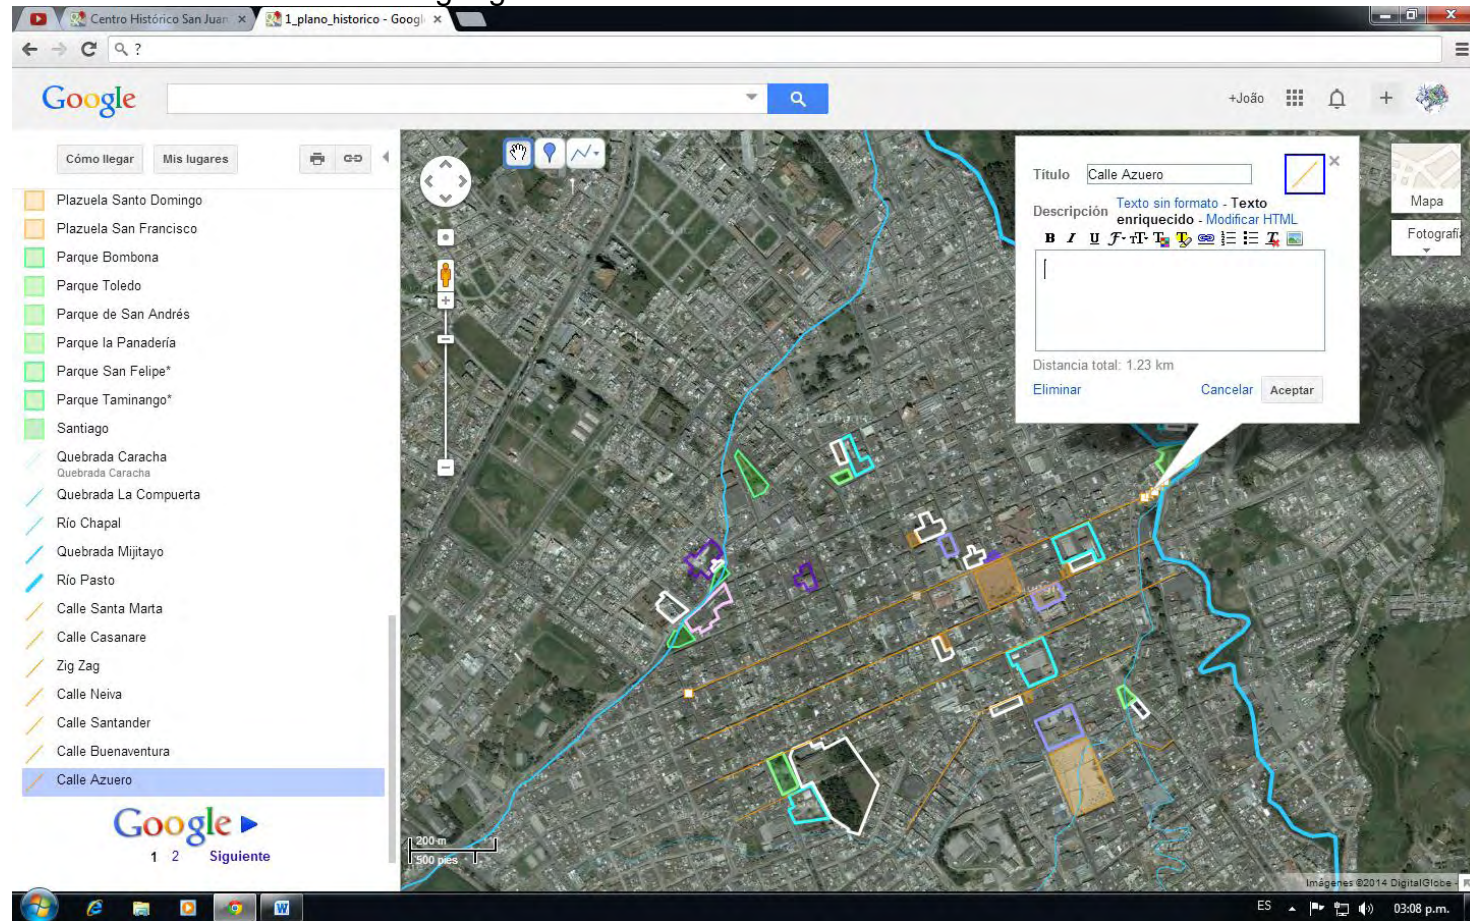 Centro Histórico San Juan
1_plano_historico - Googl
?
Google
+João
Cómo llegar
Mis lugares
Plazuela Santo Domingo
Plazuela San Francisco
Parque Bombona
Parque Toledo
Parque de San Andrés
Parque la Panadería
Parque San Felipe*
Parque Taminango*
Santiago
Quebrada Caracha
Quebrada Caracha
Quebrada La Compuerta
Río Chapal
Quebrada Mijitayo
Río Pasto
Calle Santa Marta
Calle Casanare
Zig Zag
Calle Neiva
Calle Santander
Calle Buenaventura
Calle Azuero
Google
1 2 Siguiente
Título Calle Azuero
Descripción Texto sin formato - Texto
enriquecido - Modificar HTML
B I U
Distancia total: 1.23 km
Eliminar Cancelar Aceptar
Mapa
Fotografía
200 m
500 pies
Imágenes ©2014 DigitalGlobe -
ES 03:08 p.m.